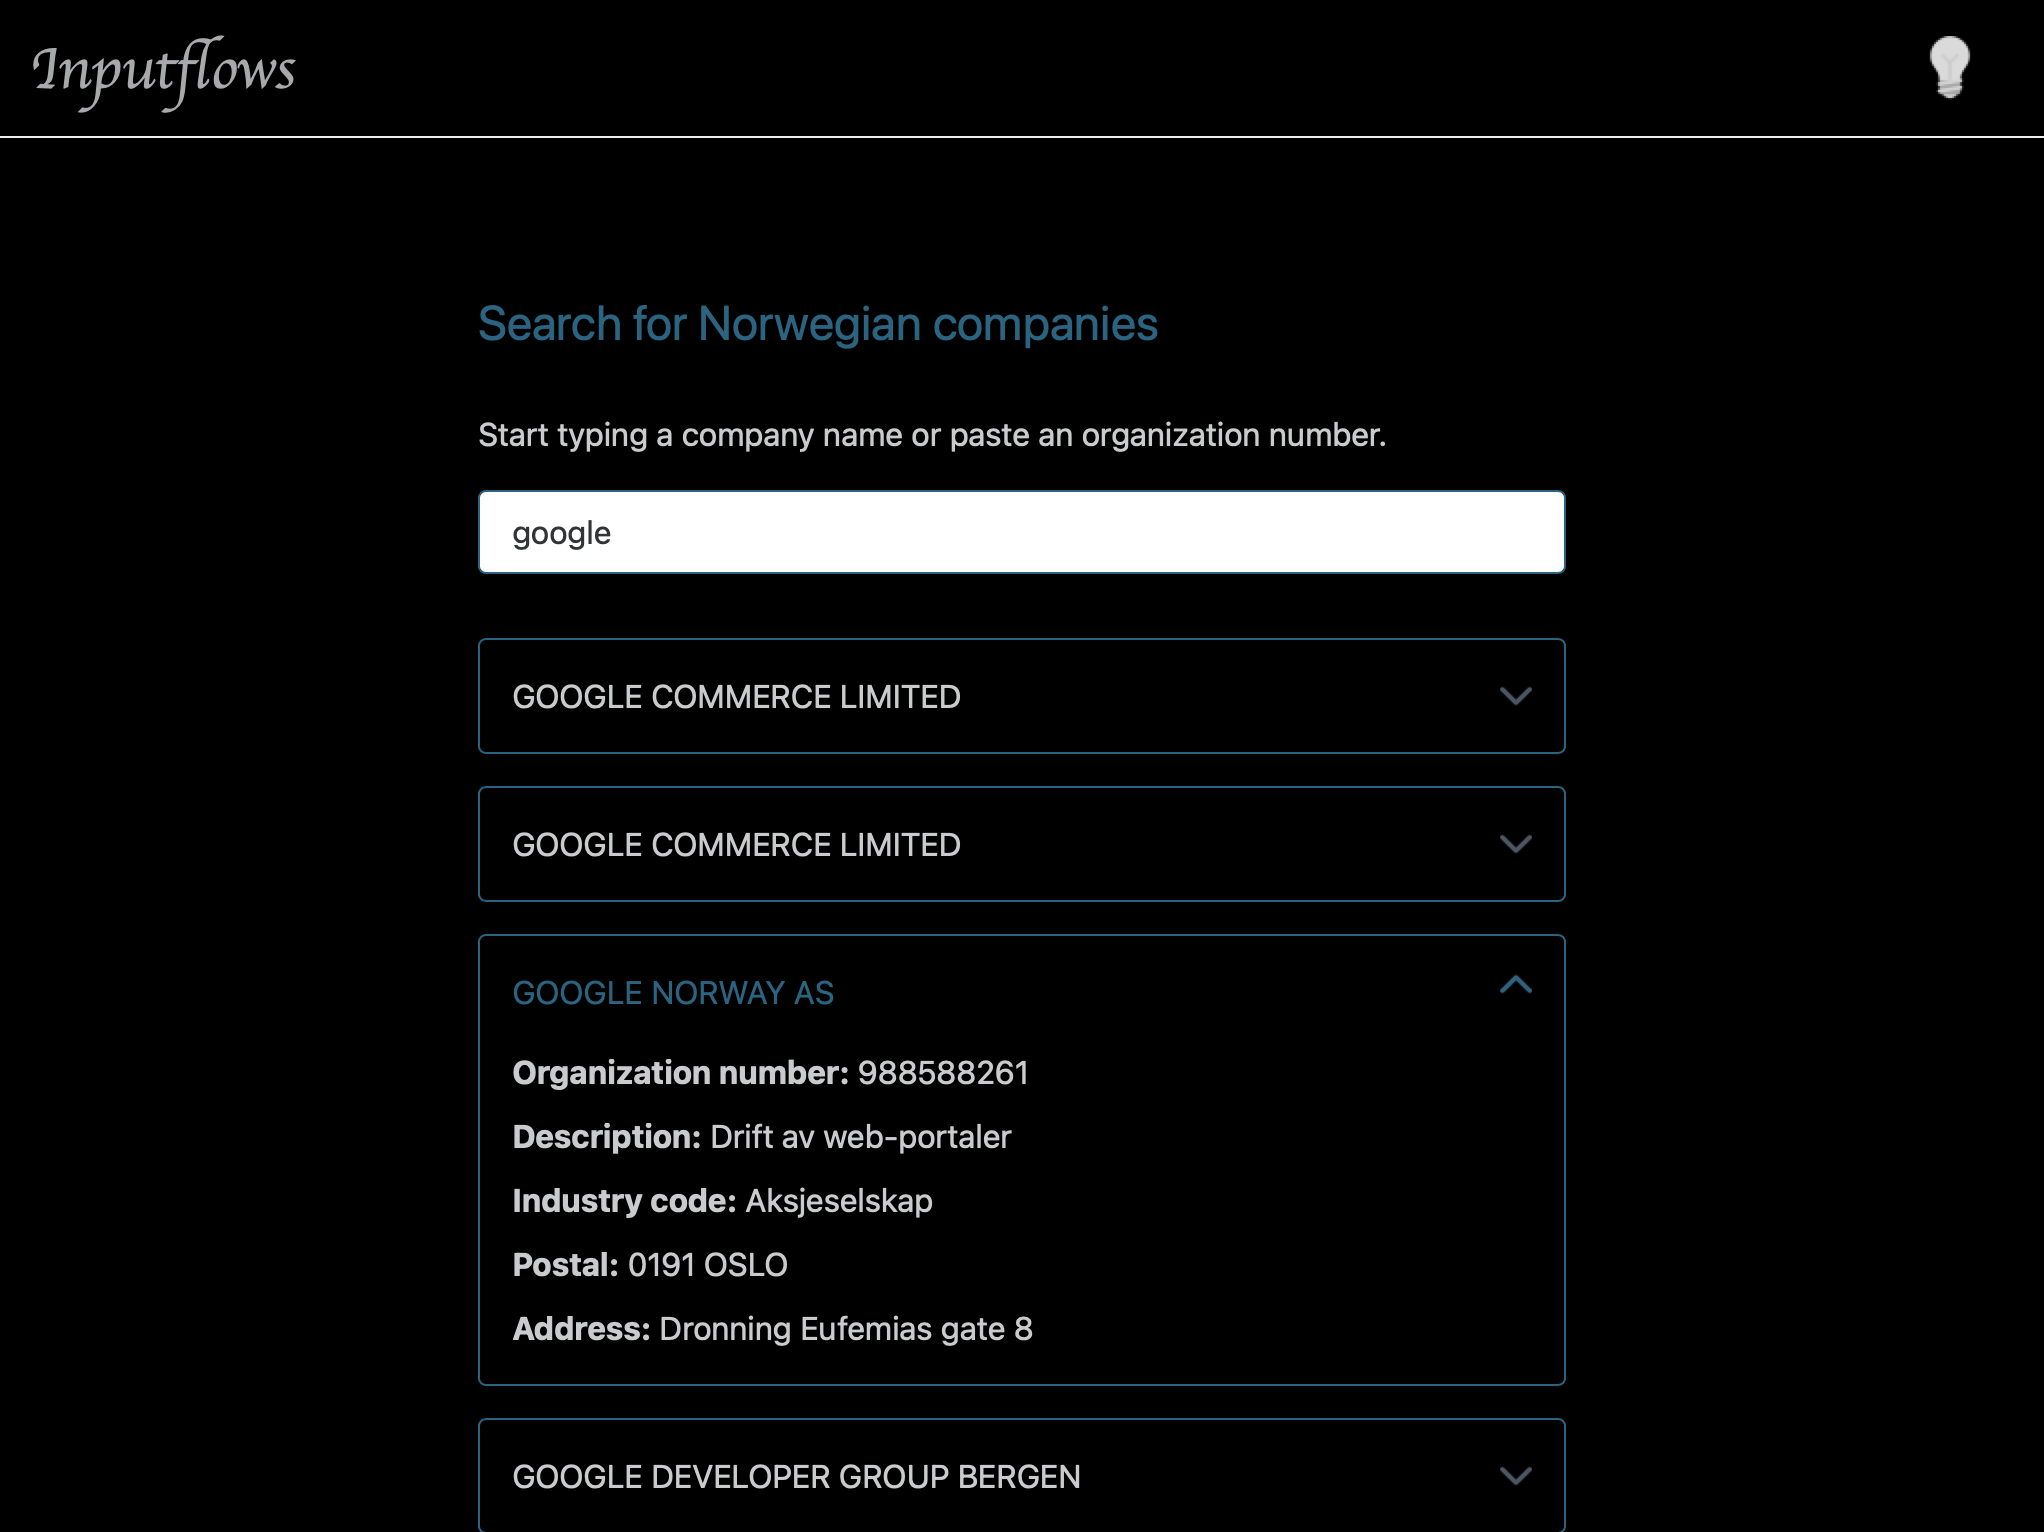 Inputflows
Search for Norwegian companies
Start typing a company name or paste an organization number.
google
GOOGLE COMMERCE LIMITED
GOOGLE COMMERCE LIMITED
GOOGLE NORWAY AS
Organization number: 988588261
Description: Drift av web-portaler
Industry code: Aksjeselskap
Postal: 0191 OSLO
Address: Dronning Eufemias gate 8
GOOGLE DEVELOPER GROUP BERGEN